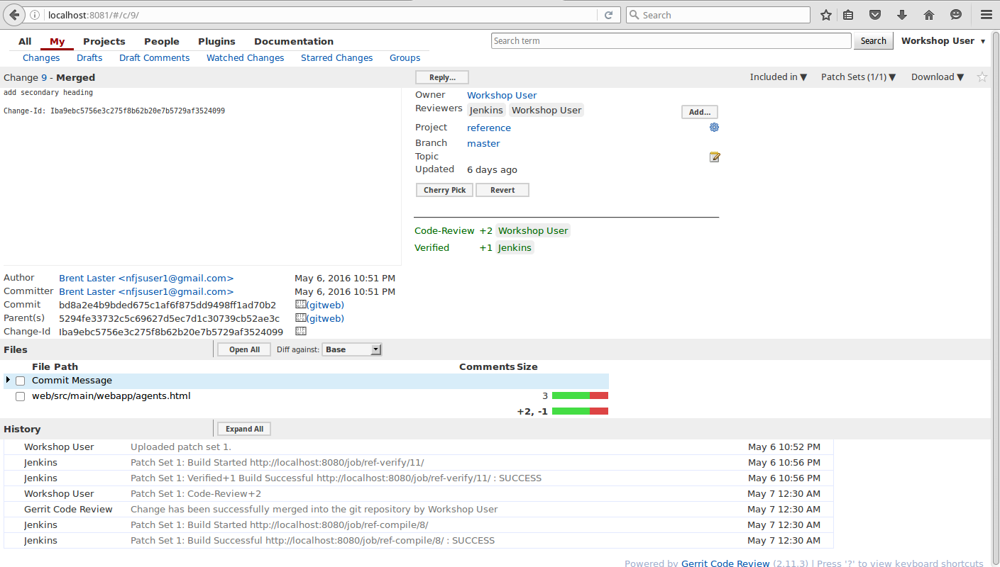 localhost:8081/#/c/9/
Search
All My Projects People Plugins Documentation
Search term
Search
Workshop User ▼
Changes Drafts Draft Comments Watched Changes Starred Changes Groups
Change 9 - Merged
Reply...
Included in ▼ Patch Sets (1/1) ▼ Download ▼
add secondary heading
Change-Id: Iba9ebc5756e3c275f8b62b20e7b5729af3524099
Owner Workshop User
Reviewers Jenkins Workshop User Add...
Project reference
Branch master
Topic
Updated 6 days ago
Cherry Pick Revert
Code-Review +2 Workshop User
Verified +1 Jenkins
Author Brent Laster <nfjsuser1@gmail.com> May 6, 2016 10:51 PM
Committer Brent Laster <nfjsuser1@gmail.com> May 6, 2016 10:51 PM
Commit bd8a2e4b9bded675c1af6f875dd9498ff1ad70b2 (gitweb)
Parent(s) 5294fe33732c5c69627d5ec7d1c30739cb52ae3c (gitweb)
Change-Id Iba9ebc5756e3c275f8b62b20e7b5729af3524099
Files Open All Diff against: Base
File Path Comments Size
Commit Message
web/src/main/webapp/agents.html 3
+2, -1
History Expand All
Workshop User Uploaded patch set 1. May 6 10:52 PM
Jenkins Patch Set 1: Build Started http://localhost:8080/job/ref-verify/11/ May 6 10:56 PM
Jenkins Patch Set 1: Verified+1 Build Successful http://localhost:8080/job/ref-verify/11/ : SUCCESS May 6 10:56 PM
Workshop User Patch Set 1: Code-Review+2 May 7 12:30 AM
Gerrit Code Review Change has been successfully merged into the git repository by Workshop User May 7 12:30 AM
Jenkins Patch Set 1: Build Started http://localhost:8080/job/ref-compile/8/ May 7 12:30 AM
Jenkins Patch Set 1: Build Successful http://localhost:8080/job/ref-compile/8/ : SUCCESS May 7 12:30 AM
Powered by Gerrit Code Review (2.11.3) | Press '?' to view keyboard shortcuts